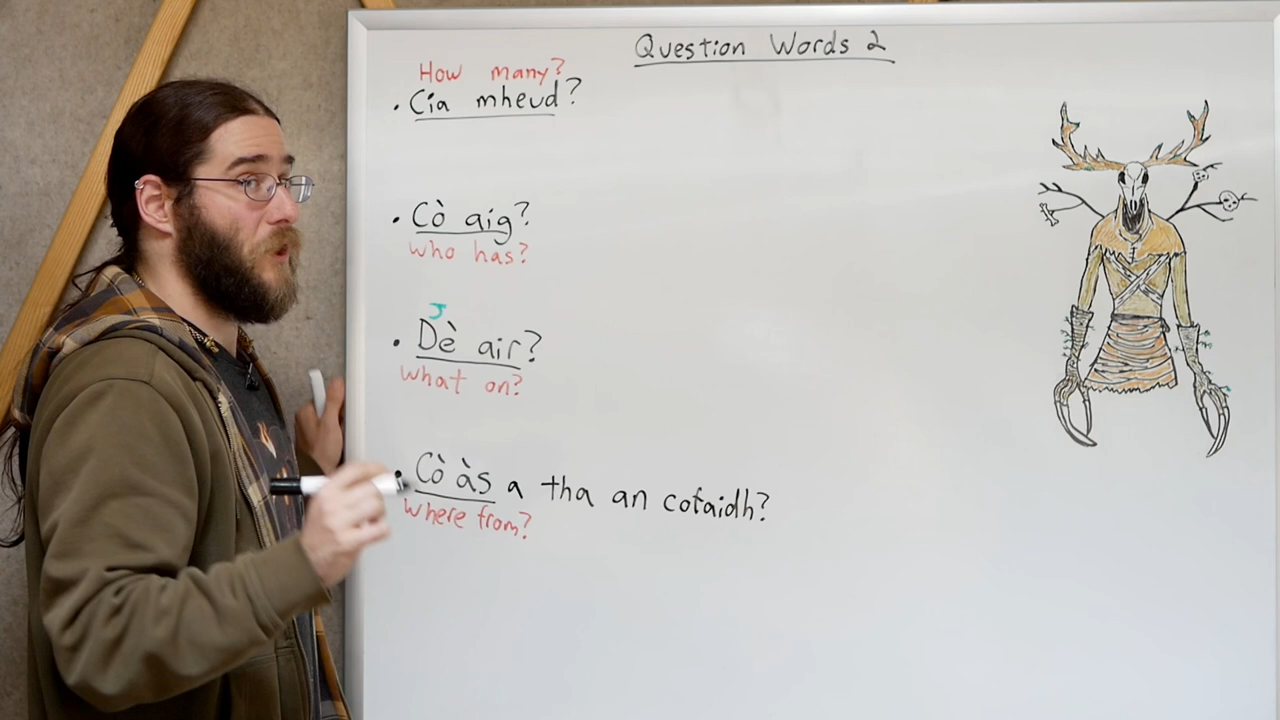 Question Words 2
How many?
• Cia mheud?
• Cò aig?
who has?
J
• Dè air?
what on?
• Cò às a tha an cofaidh?
where from?